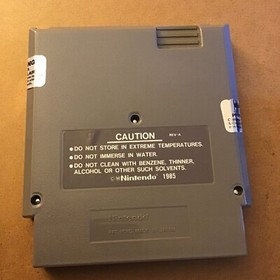 CAUTION
• DO NOT STORE IN EXTREME TEMPERATURES.
• DO NOT IMMERSE IN WATER.
• DO NOT CLEAN WITH BENZENE, THINNER,
ALCOHOL OR OTHER SUCH SOLVENTS.
©Nintendo 1985